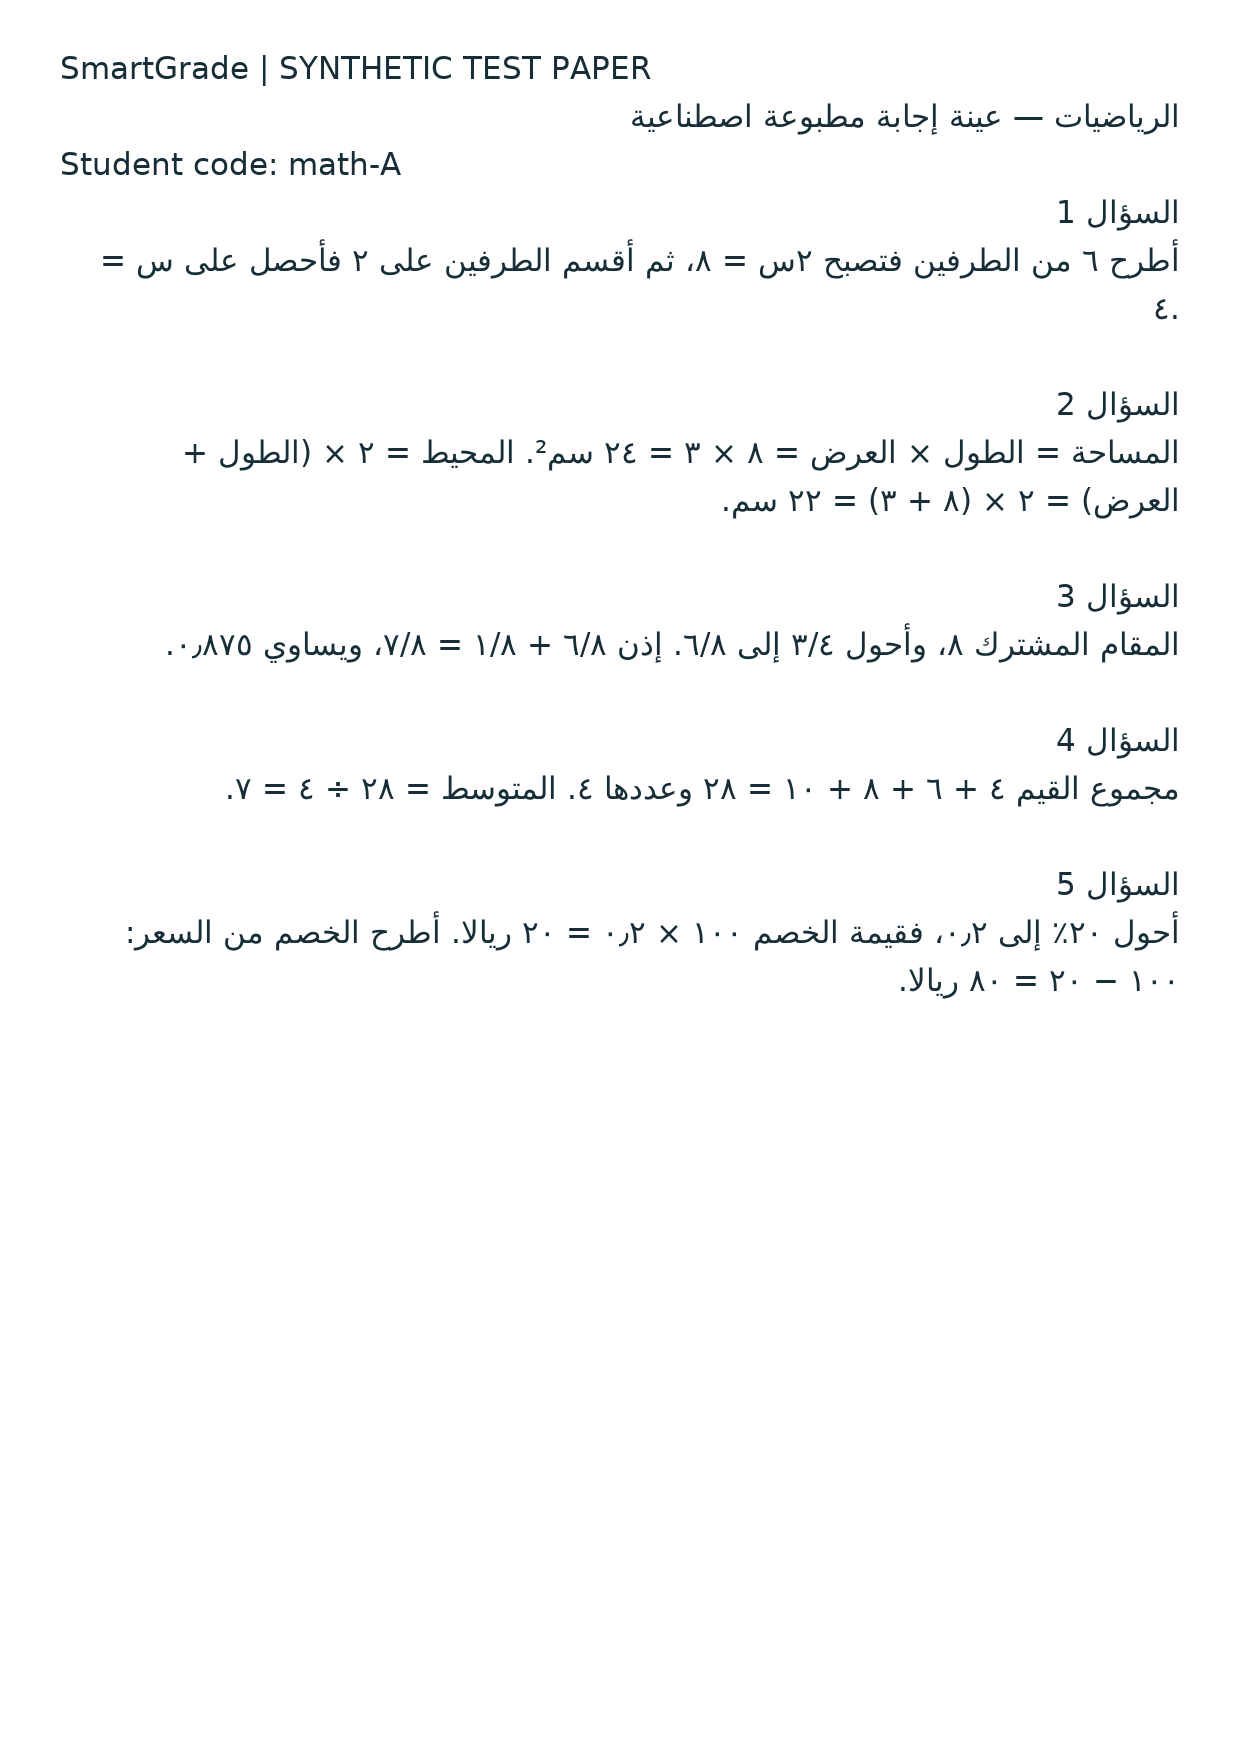 SmartGrade | SYNTHETIC TEST PAPER
الرياضيات — عينة إجابة مطبوعة اصطناعية
Student code: math-A
السؤال 1
أطرح ٦ من الطرفين فتصبح ٢س = ٨، ثم أقسم الطرفين على ٢ فأحصل على س =
٤.
السؤال 2
المساحة = الطول × العرض = ٨ × ٣ = ٢٤ سم². المحيط = ٢ × (الطول +
العرض) = ٢ × (٨ + ٣) = ٢٢ سم.
السؤال 3
المقام المشترك ٨، وأحول ٣/٤ إلى ٦/٨. إذن ٦/٨ + ١/٨ = ٧/٨، ويساوي ٠٫٨٧٥.
السؤال 4
مجموع القيم ٤ + ٦ + ٨ + ١٠ = ٢٨ وعددها ٤. المتوسط = ٢٨ ÷ ٤ = ٧.
السؤال 5
أحول ٢٠٪ إلى ٠٫٢، فقيمة الخصم ١٠٠ × ٠٫٢ = ٢٠ ريالا. أطرح الخصم من السعر:
١٠٠ − ٢٠ = ٨٠ ريالا.